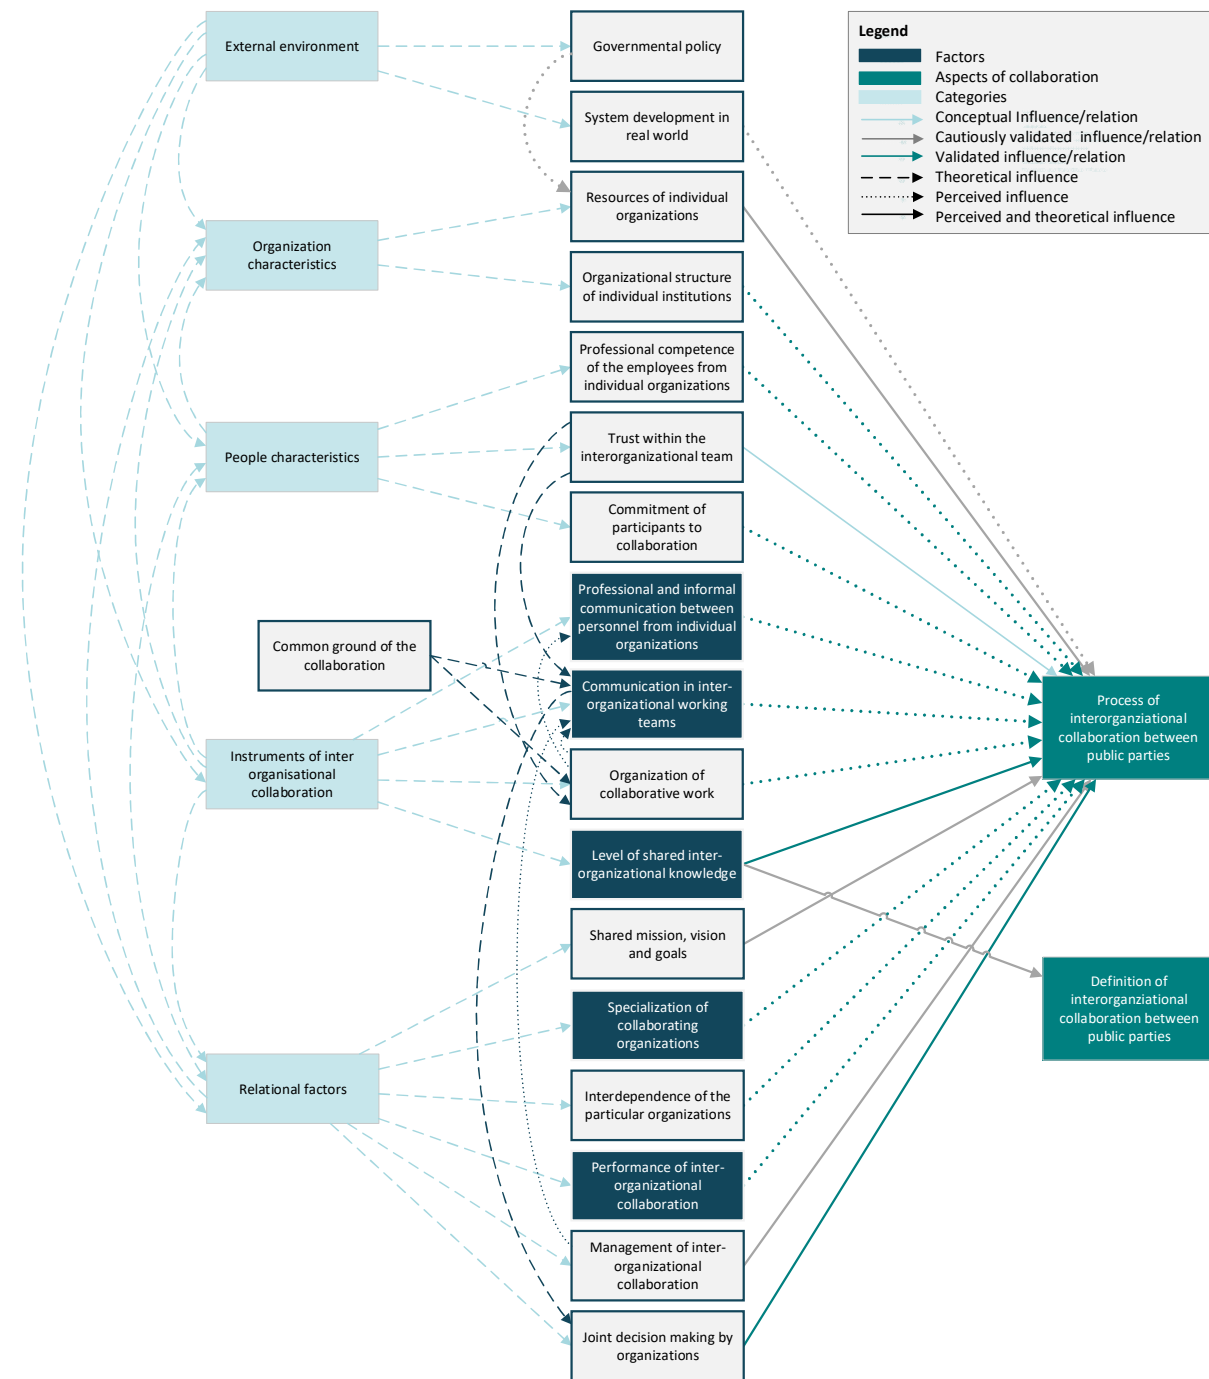 External environment
Governmental policy
System development in
real world
Resources of individual
organizations
Organization
characteristics
Organizational structure
of individual institutions
Professional competence
of the employees from
individual organizations
Trust within the
interorganizational team
People characteristics
Commitment of
participants to
collaboration
Professional and informal
communication between
personnel from individual
organizations
Common ground of the
collaboration
Communication in inter-
organizational working
teams
Instruments of inter
organisational
collaboration
Organization of
collaborative work
Level of shared inter-
organizational knowledge
Shared mission, vision
and goals
Specialization of
collaborating
organizations
Relational factors
Interdependence of the
particular organizations
Performance of inter-
organizational
collaboration
Management of inter-
organizational
collaboration
Joint decision making by
organizations
Legend
Factors
Aspects of collaboration
Categories
Conceptual Influence/relation
Cautiously validated influence/relation
Validated influence/relation
Theoretical influence
Perceived influence
Perceived and theoretical influence
Process of
interorganziational
collaboration between
public parties
Definition of
interorganziational
collaboration between
public parties